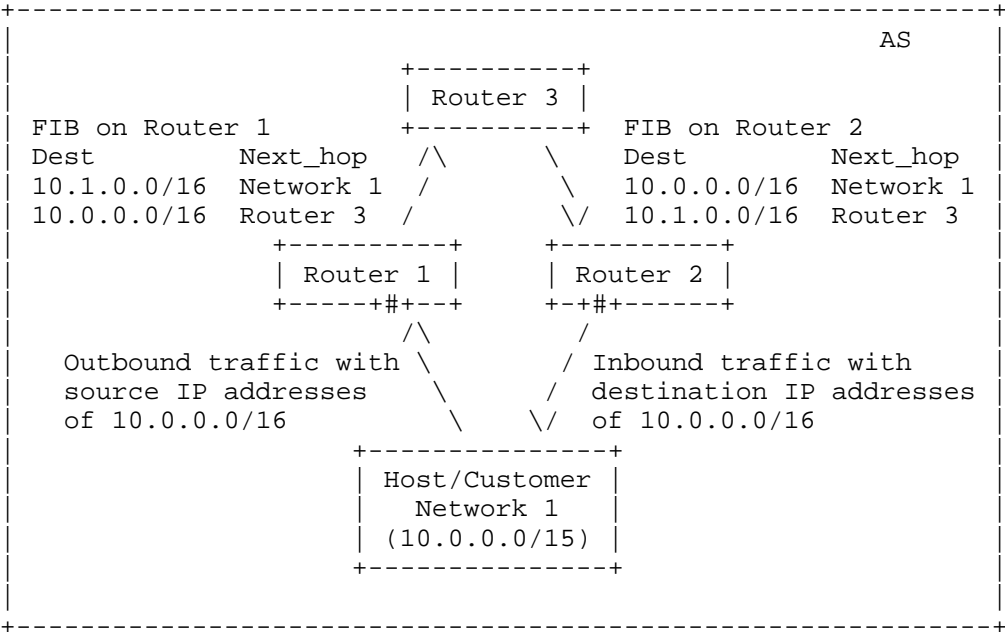 AS
Router 3
FIB on Router 1 FIB on Router 2
Dest Next_hop Dest Next_hop
10.1.0.0/16 Network 1 10.0.0.0/16 Network 1
10.0.0.0/16 Router 3 10.1.0.0/16 Router 3
Router 1 Router 2
Outbound traffic with Inbound traffic with
source IP addresses destination IP addresses
of 10.0.0.0/16 of 10.0.0.0/16
Host/Customer
Network 1
(10.0.0.0/15)